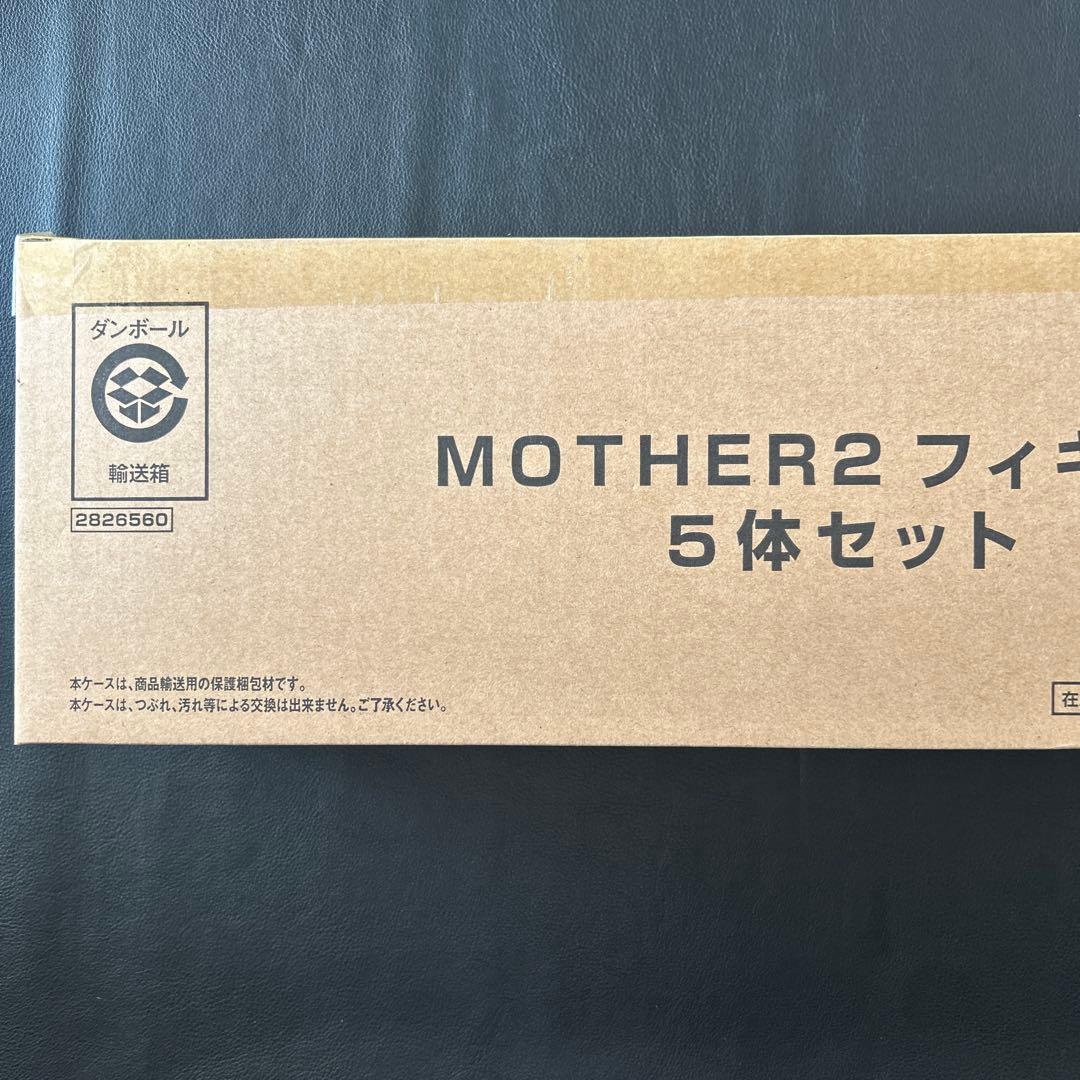 ダンボール
輸送箱
2826560
MOTHER2 フィギ
5体セット
本ケースは、商品輸送用の保護梱包材です。
本ケースは、つぶれ、汚れ等による交換は出来ません。ご了承ください。
在